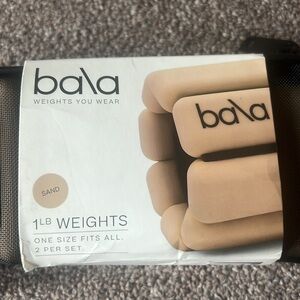 bala
WEIGHTS YOU WEAR
bala
SAND
1LB WEIGHTS
ONE SIZE FITS ALL.
2 PER SET.